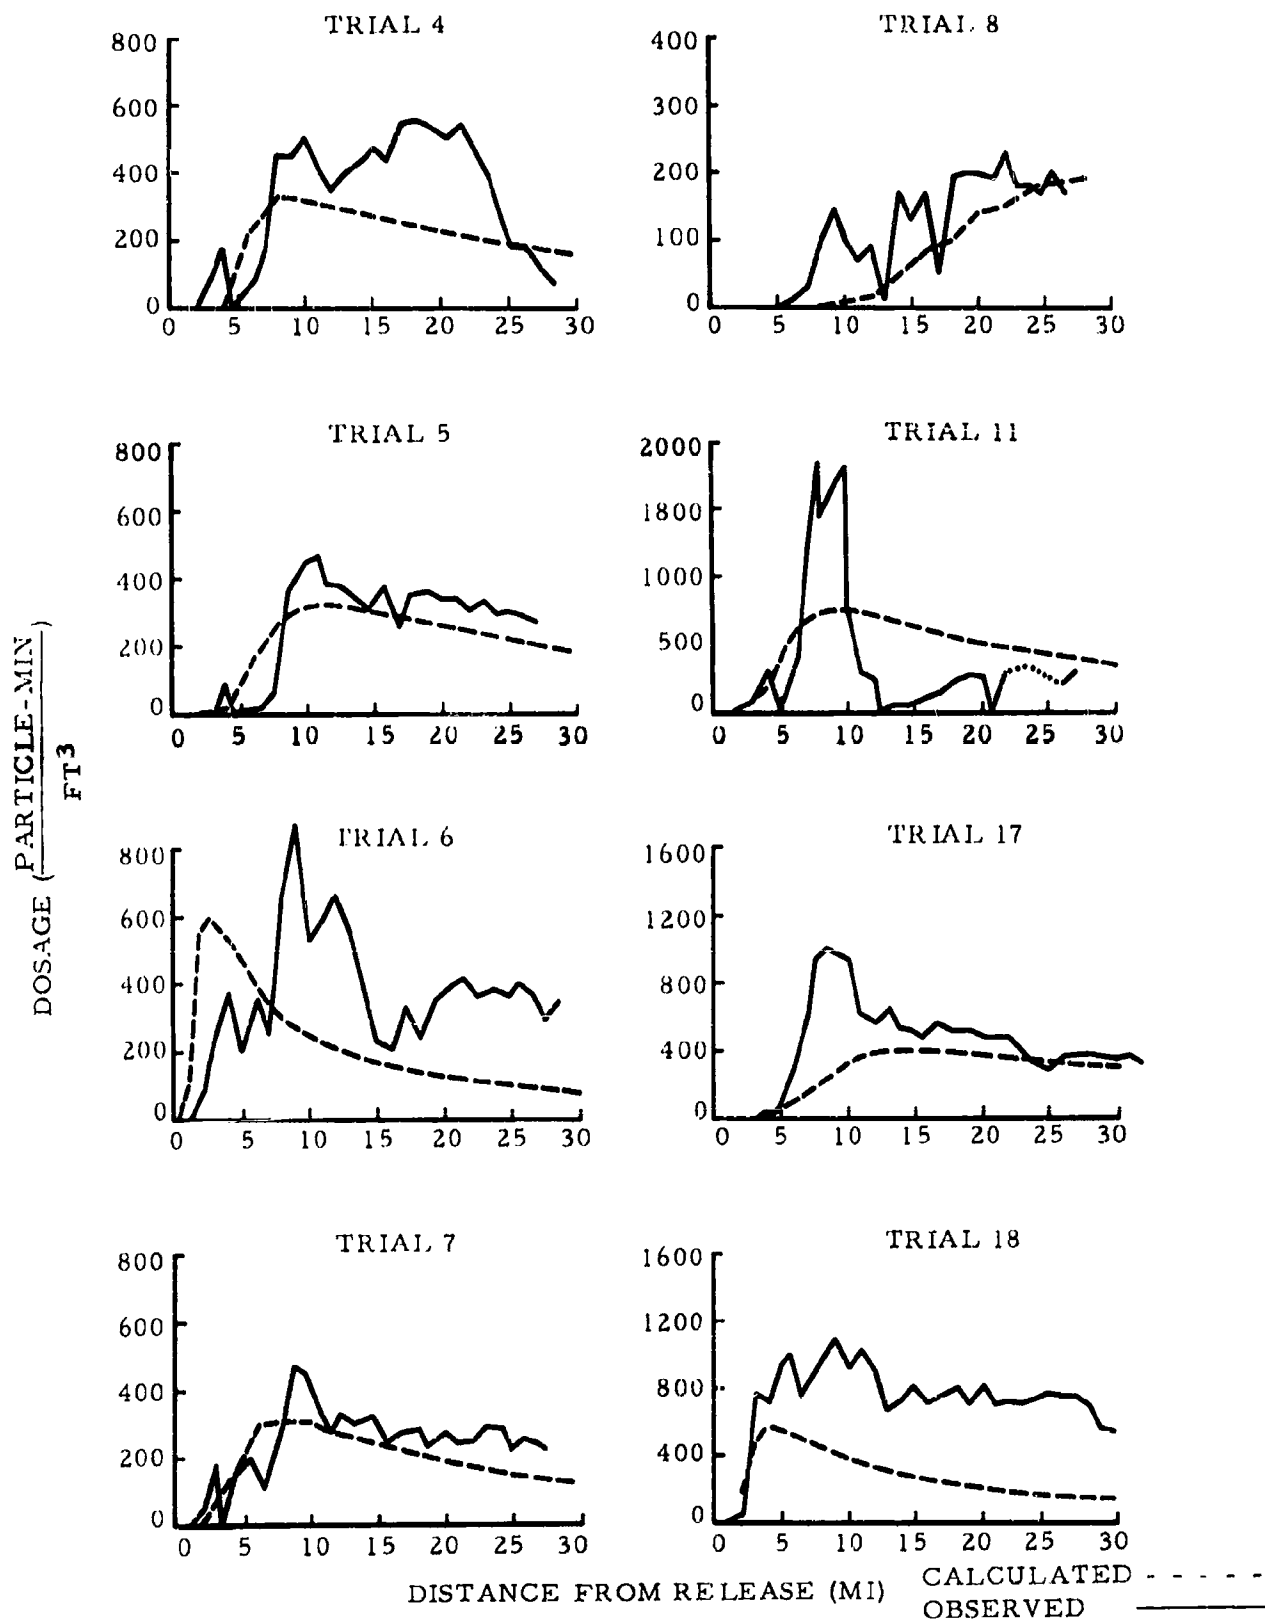 TRIAL 4
800
600
400
200
0
0 5 10 15 20 25 30
TRIAL 8
400
300
200
100
0
0 5 10 15 20 25 30
TRIAL 5
800
600
400
200
0
0 5 10 15 20 25 30
TRIAL 11
2000
1800
1000
500
0
0 5 10 15 20 25 30
TRIAL 6
800
600
400
200
0
0 5 10 15 20 25 30
TRIAL 17
1600
1200
800
400
0
0 5 10 15 20 25 30
TRIAL 7
800
600
400
200
0
0 5 10 15 20 25 30
TRIAL 18
1600
1200
800
400
0
0 5 10 15 20 25 30
DOSAGE (PARTICLE-MIN
FT3)
DISTANCE FROM RELEASE (MI)
CALCULATED
OBSERVED